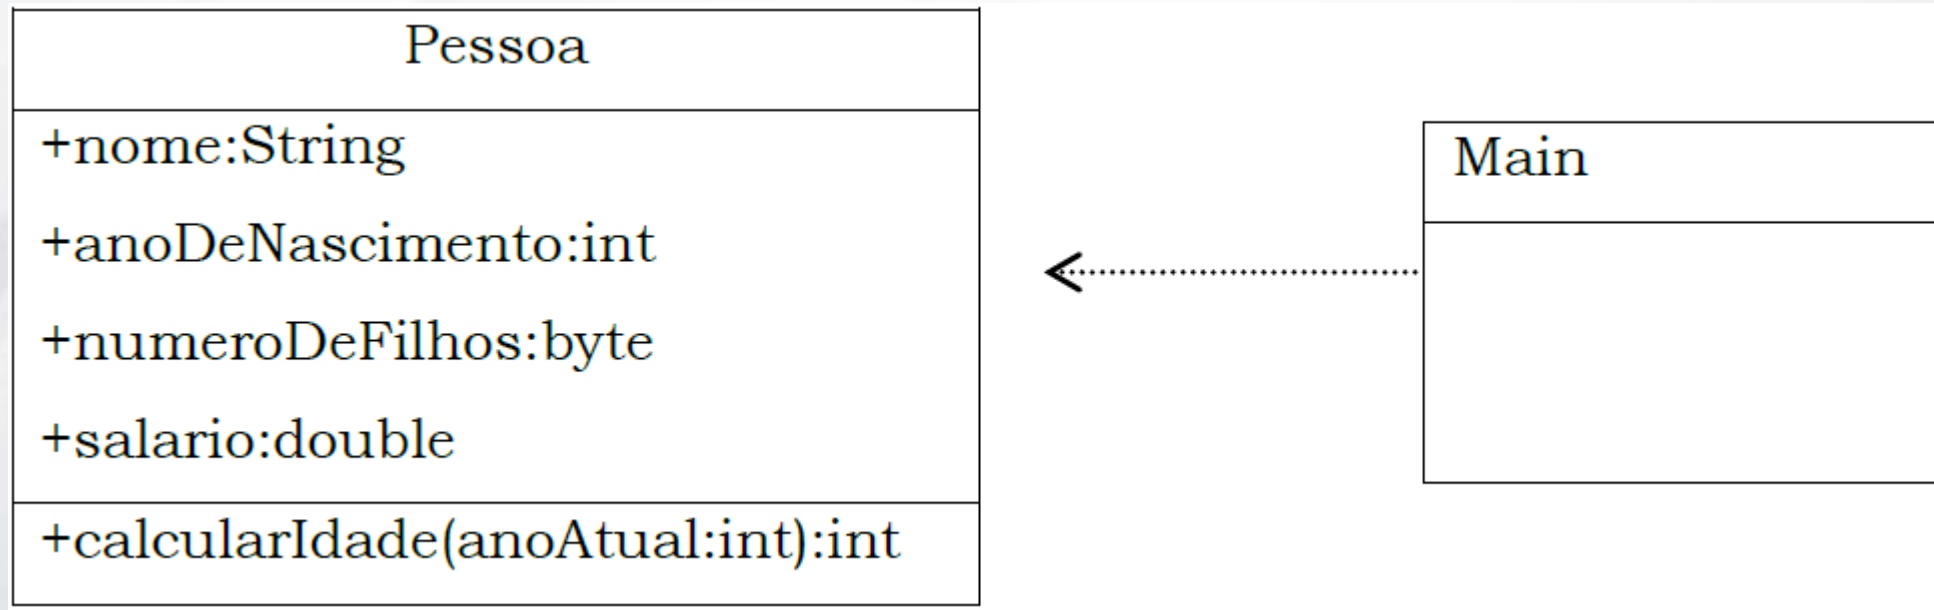 Pessoa
+nome:String
+anoDeNascimento:int
+numeroDeFilhos:byte
+salario:double
+calcularIdade(anoAtual:int):int
Main